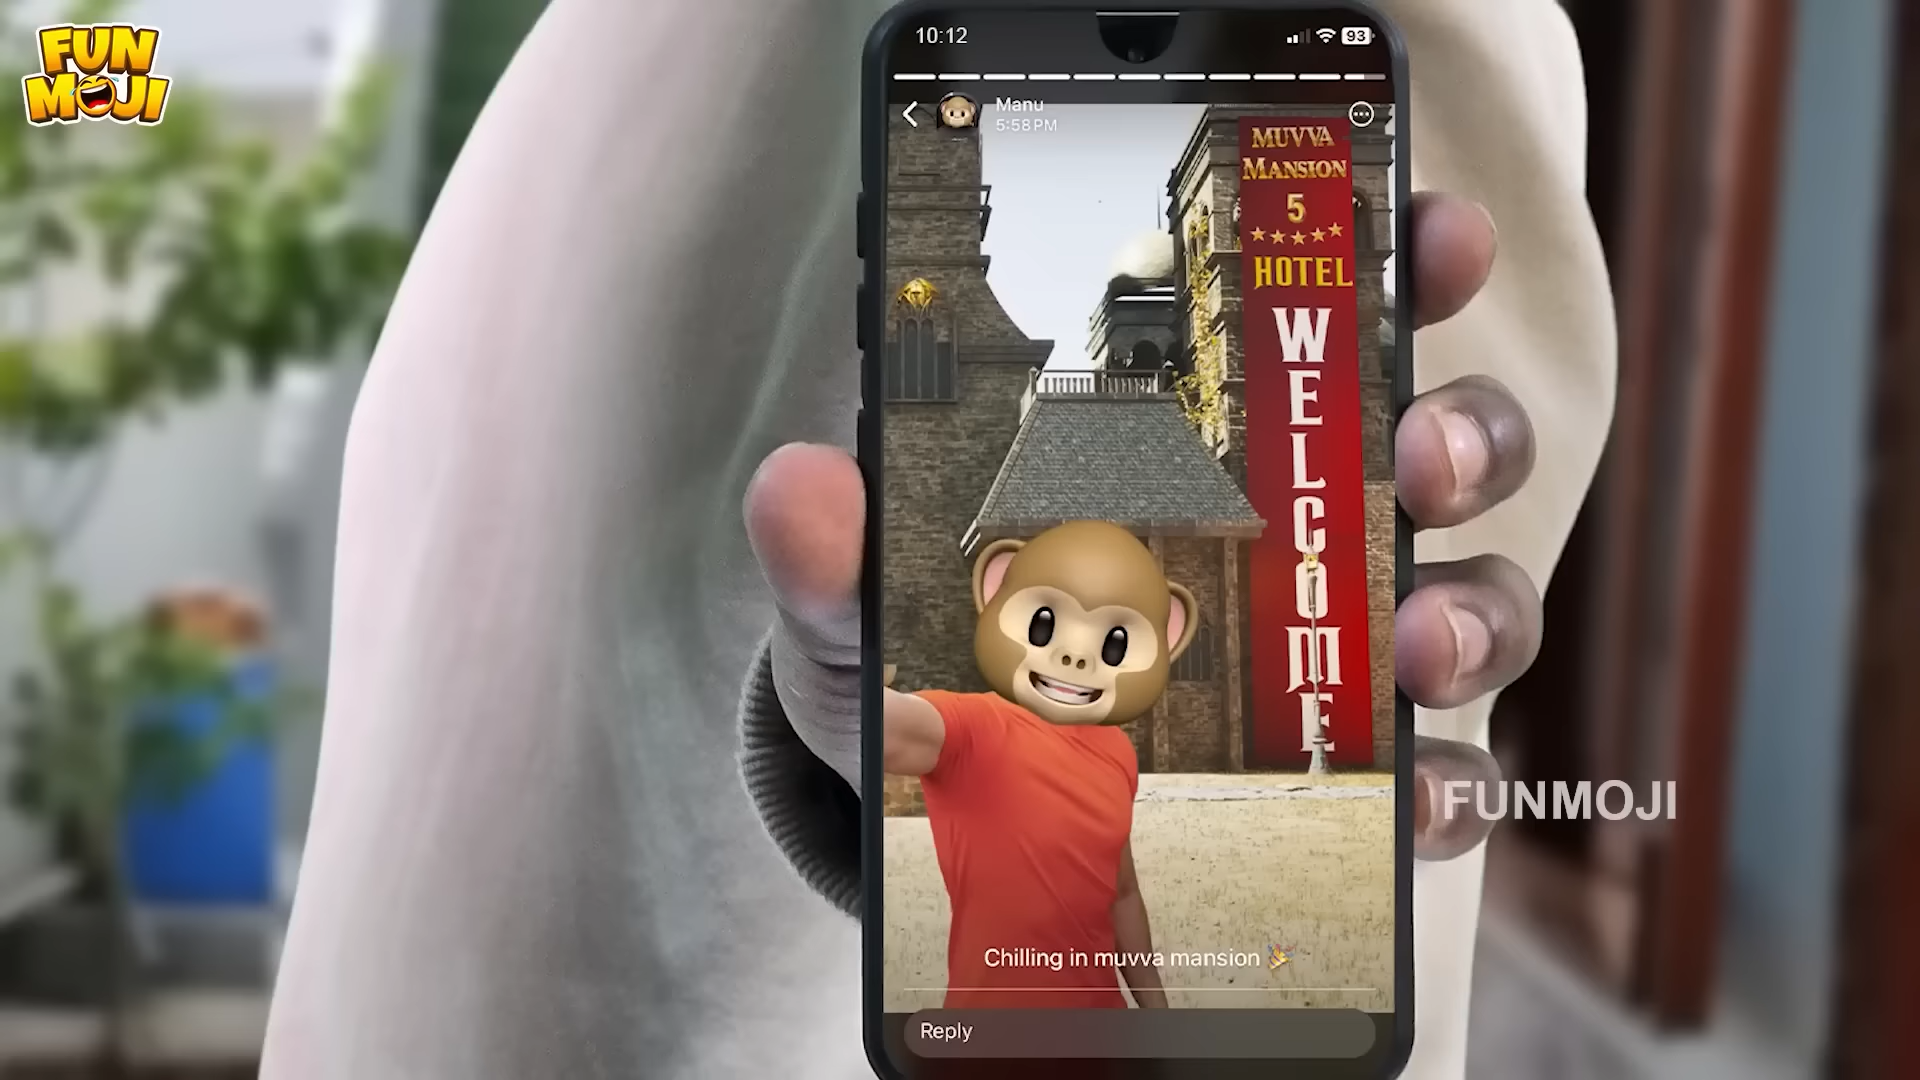 FUN
MOJI
10:12
93
Manu
5:58 PM
MUVVA
MANSION
5
HOTEL
WELCOME
FUNMOJI
Chilling in muvva mansion
Reply